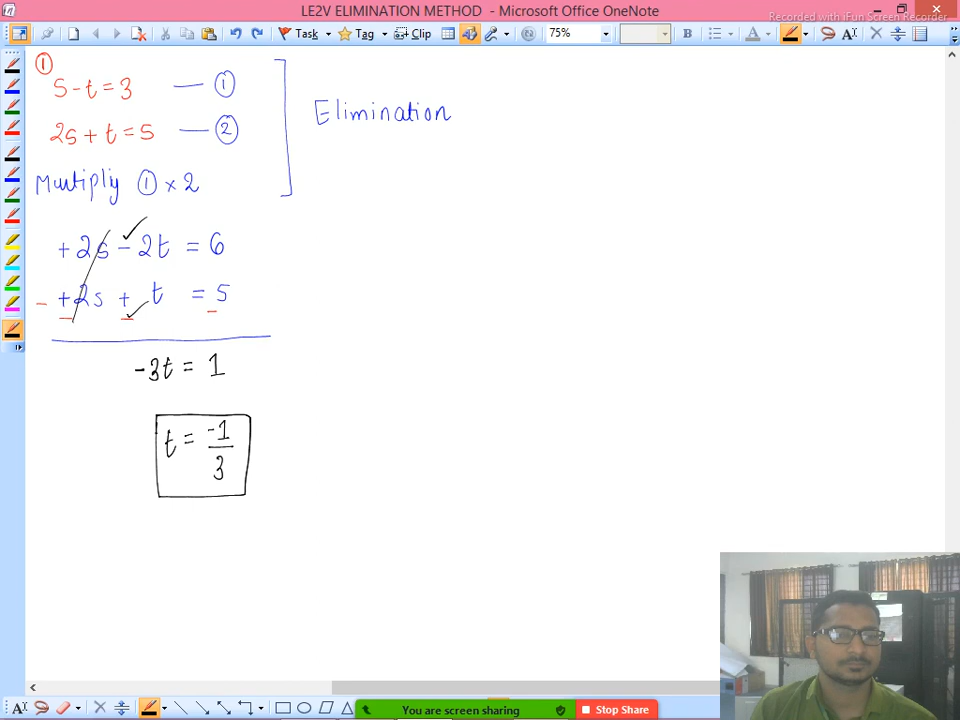 LE2V ELIMINATION METHOD - Microsoft Office OneNote
Recorded with iFun Screen Recorder
Task Tag Clip 75% B A
①
s-t=3 — ①
2s+t=5 — ②
Elimination
Multiply ① × 2
+2s - 2t = 6
- +2s + t = 5
- - -
-3t = 1
t = -1/3
You are screen sharing Stop Share